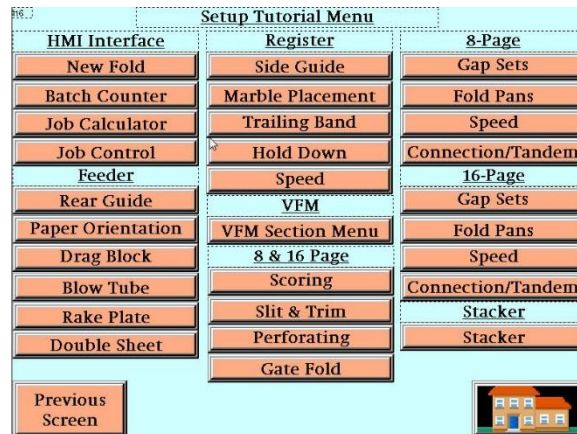 Setup Tutorial Menu
HMI Interface
New Fold
Batch Counter
Job Calculator
Job Control
Feeder
Rear Guide
Paper Orientation
Drag Block
Blow Tube
Rake Plate
Double Sheet
Previous
Screen
Register
Side Guide
Marble Placement
Trailing Band
Hold Down
Speed
VFM
VFM Section Menu
8 & 16 Page
Scoring
Slit & Trim
Perforating
Gate Fold
8-Page
Gap Sets
Fold Pans
Speed
Connection/Tandem
16-Page
Gap Sets
Fold Pans
Speed
Connection/Tandem
Stacker
Stacker